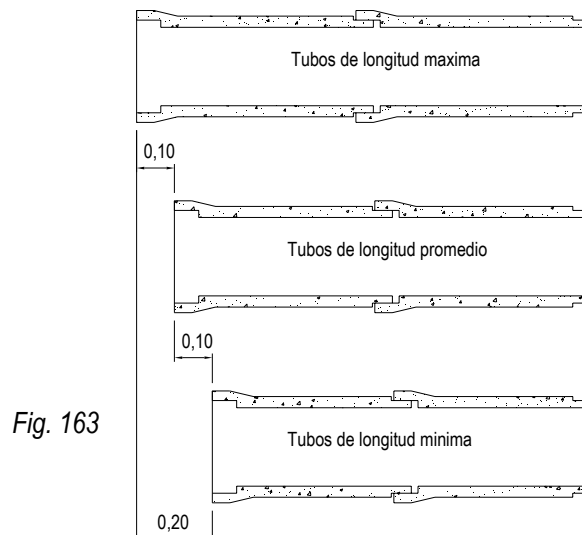 Tubos de longitud maxima
0,10
Tubos de longitud promedio
0,10
Fig. 163
Tubos de longitud minima
0,20